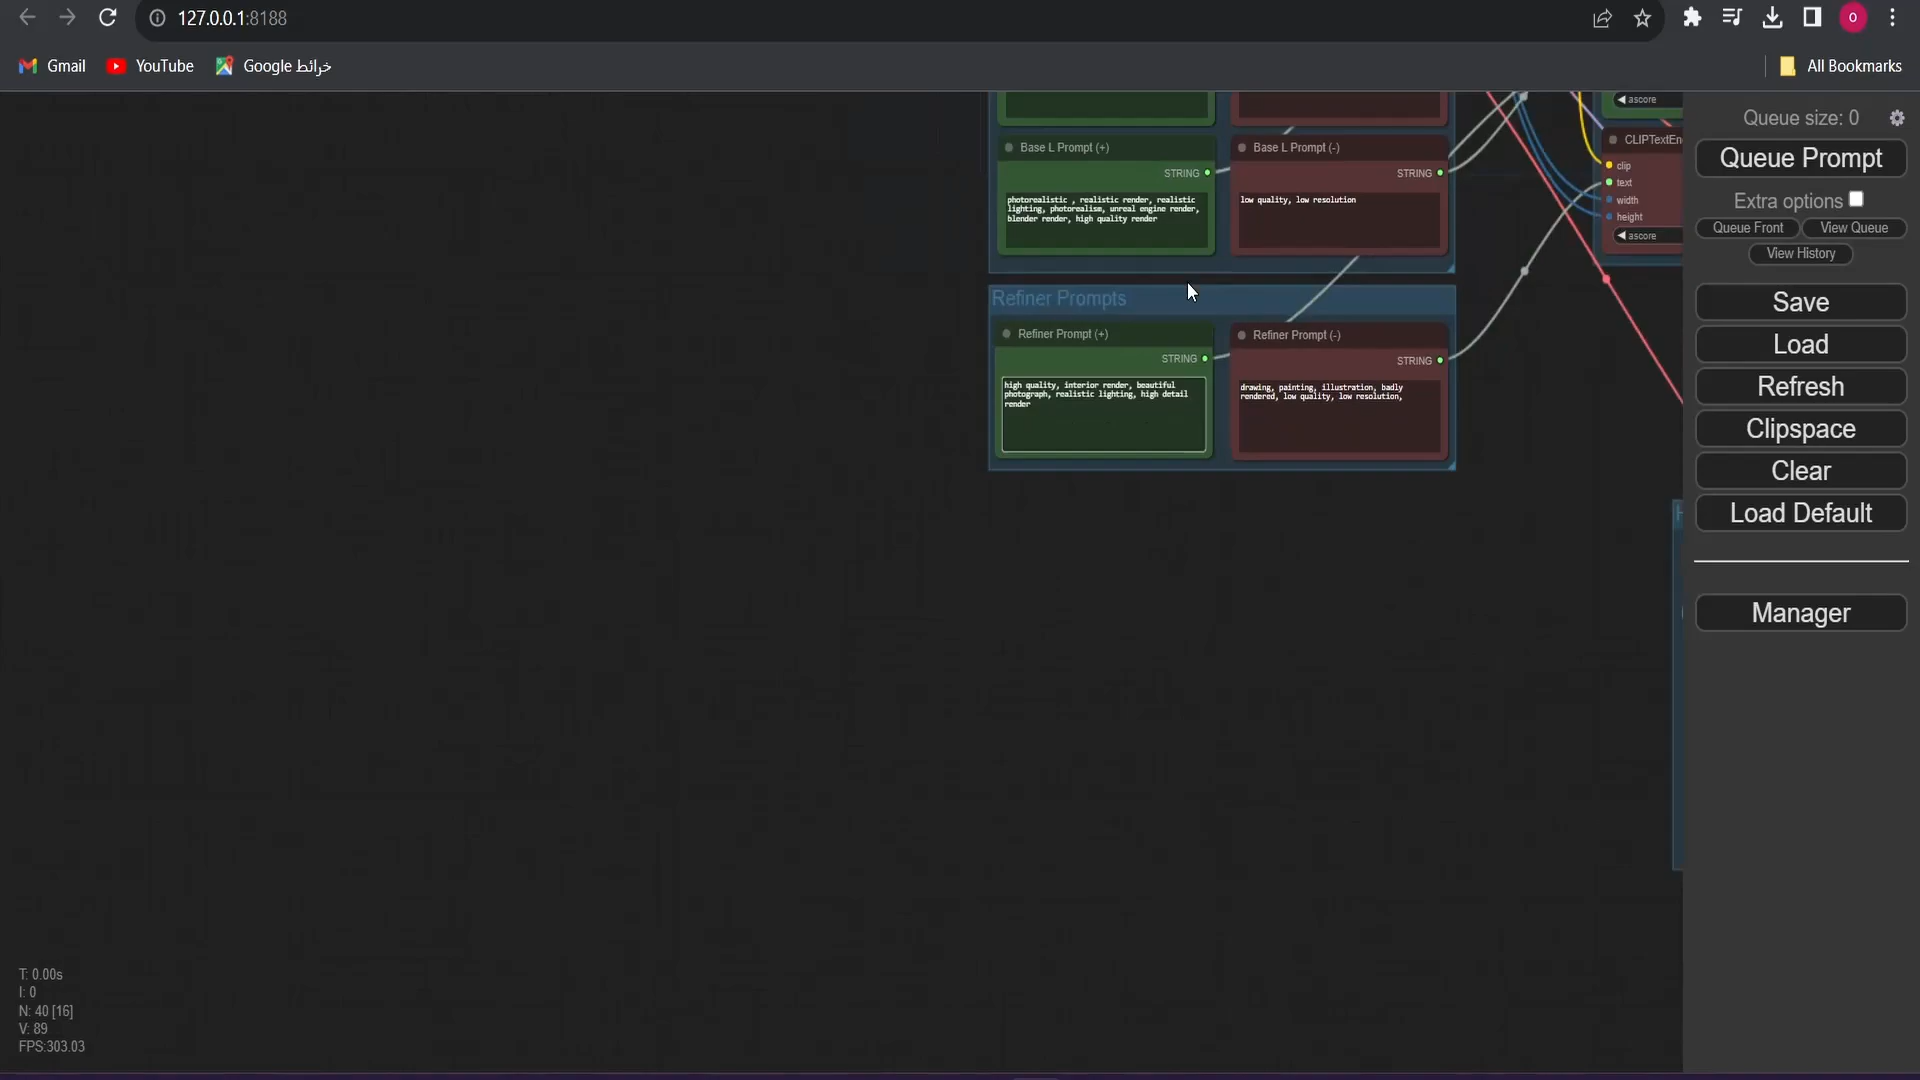 127.0.0.1:8188
Gmail
YouTube
خرائط Google
All Bookmarks
ascore
Queue size: 0
Base L Prompt (+)
Base L Prompt (-)
CLIPTextEn
Queue Prompt
STRING
STRING
clip
text
width
height
photorealistic , realistic render, realistic
lighting, photorealism, unreal engine render,
blender render, high quality render
low quality, low resolution
Extra options
Queue Front
View Queue
ascore
View History
Refiner Prompts
Save
Refiner Prompt (+)
Refiner Prompt (-)
Load
STRING
STRING
high quality, interior render, beautiful
photograph, realistic lighting, high detail
render
drawing, painting, illustration, badly
rendered, low quality, low resolution,
Refresh
Clipspace
Clear
Load Default
Manager
T: 0.00s
I: 0
N: 40 [16]
V: 89
FPS:303.03